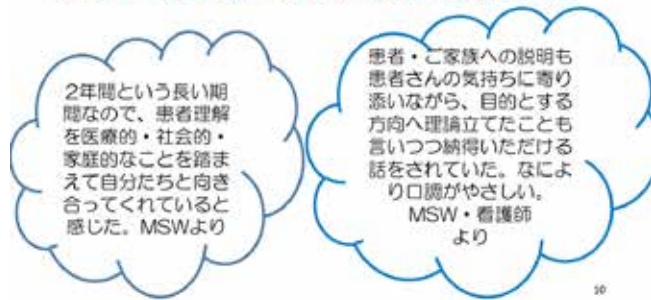 2年間という長い期
間なので、患者理解
を医療的・社会的・
家庭的なことを踏ま
えて自分たちと向き
合ってくれていると
感じた。MSWより
患者・ご家族への説明も
患者さんの気持ちに寄り
添いながら、目的とする
方向へ理論立てたことも
言いつつ納得いただける
話をされていた。なによ
り口調がやさしい。
MSW・看護師
より
10